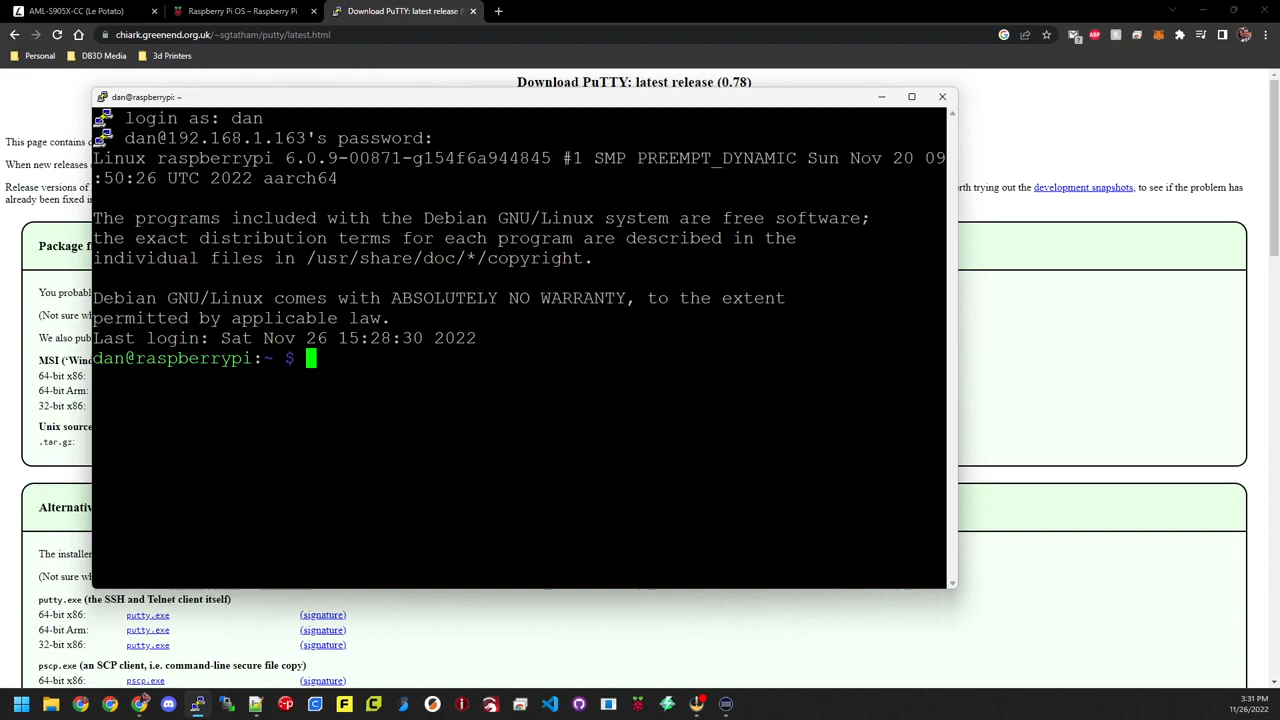 AML-S905X-CC (Le Potato)
Raspberry Pi OS – Raspberry Pi
Download PuTTY: latest release (
chiark.greenend.org.uk/~sgtatham/putty/latest.html
Personal
DB3D Media
3d Printers
Download PuTTY: latest release (0.78)
dan@raspberrypi: ~
login as: dan
dan@192.168.1.163's password:
Linux raspberrypi 6.0.9-00871-g154f6a944845 #1 SMP PREEMPT_DYNAMIC Sun Nov 20 09
:50:26 UTC 2022 aarch64
The programs included with the Debian GNU/Linux system are free software;
the exact distribution terms for each program are described in the
individual files in /usr/share/doc/*/copyright.
Debian GNU/Linux comes with ABSOLUTELY NO WARRANTY, to the extent
permitted by applicable law.
Last login: Sat Nov 26 15:28:30 2022
dan@raspberrypi:~ $
This page contains
When new releases
Release versions of
orth trying out the development snapshots, to see if the problem has
already been fixed in
Package
You probabl
(Not sure wh
We also pub
MSI (‘Wind
64-bit x86:
64-bit Arm:
32-bit x86:
Unix source
.tar.gz:
Alternativ
The installer
(Not sure wh
putty.exe (the SSH and Telnet client itself)
64-bit x86: putty.exe (signature)
64-bit Arm: putty.exe (signature)
32-bit x86: putty.exe (signature)
pscp.exe (an SCP client, i.e. command-line secure file copy)
64-bit x86: pscp.exe (signature)
3:31 PM
11/26/2022